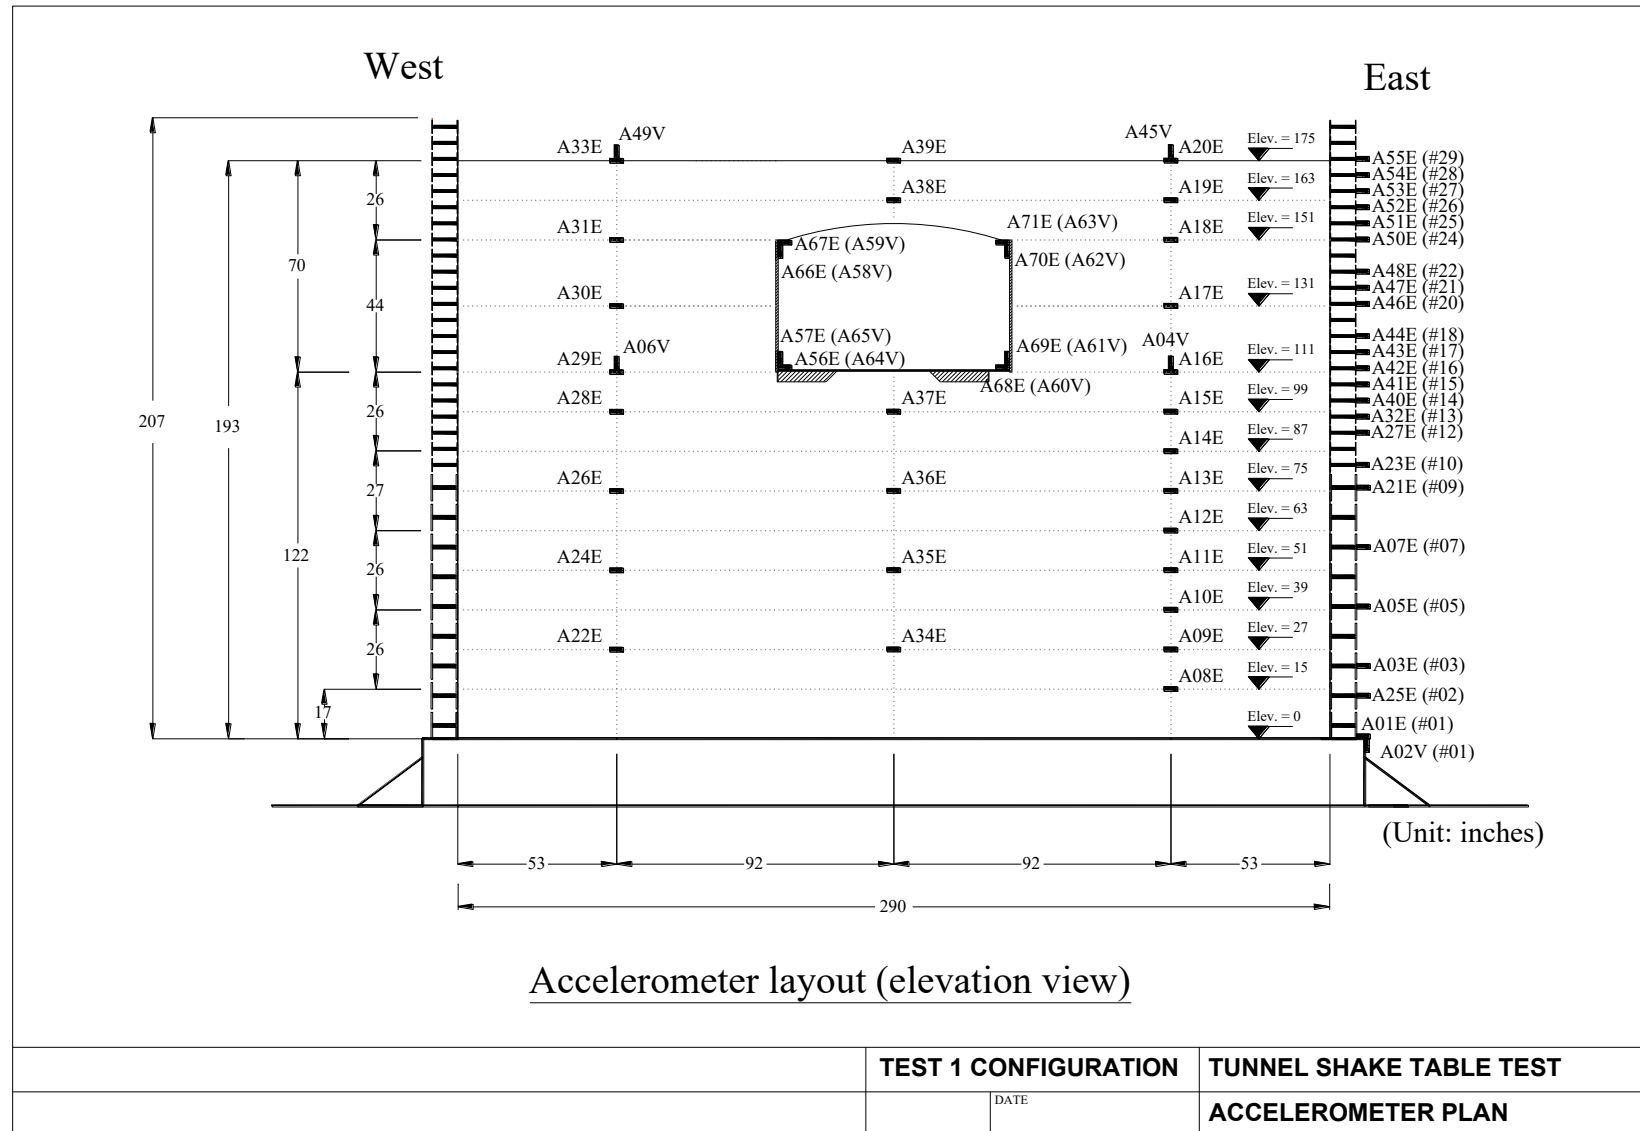 West
East
A33E
A49V
A39E
A45V
A20E
Elev. = 175
A55E (#29)
A54E (#28)
A38E
A19E
Elev. = 163
A53E (#27)
A52E (#26)
26
A31E
A71E (A63V)
A18E
Elev. = 151
A51E (#25)
A50E (#24)
A67E (A59V)
70
A66E (A58V)
A70E (A62V)
A48E (#22)
A47E (#21)
44
A30E
A17E
Elev. = 131
A46E (#20)
A57E (A65V)
A44E (#18)
A29E
A06V
A56E (A64V)
A69E (A61V)
A04V
A16E
Elev. = 111
A43E (#17)
A42E (#16)
A68E (A60V)
A41E (#15)
207
193
26
A28E
A37E
A15E
Elev. = 99
A40E (#14)
A32E (#13)
A14E
Elev. = 87
A27E (#12)
A26E
A36E
A13E
Elev. = 75
A23E (#10)
27
A21E (#09)
A12E
Elev. = 63
122
A24E
A35E
A11E
Elev. = 51
A07E (#07)
26
A10E
Elev. = 39
A05E (#05)
A22E
A34E
A09E
Elev. = 27
26
A03E (#03)
A08E
Elev. = 15
A25E (#02)
17
Elev. = 0
A01E (#01)
A02V (#01)
(Unit: inches)
53
92
92
53
290
Accelerometer layout (elevation view)
TEST 1 CONFIGURATION
TUNNEL SHAKE TABLE TEST
DATE
ACCELEROMETER PLAN